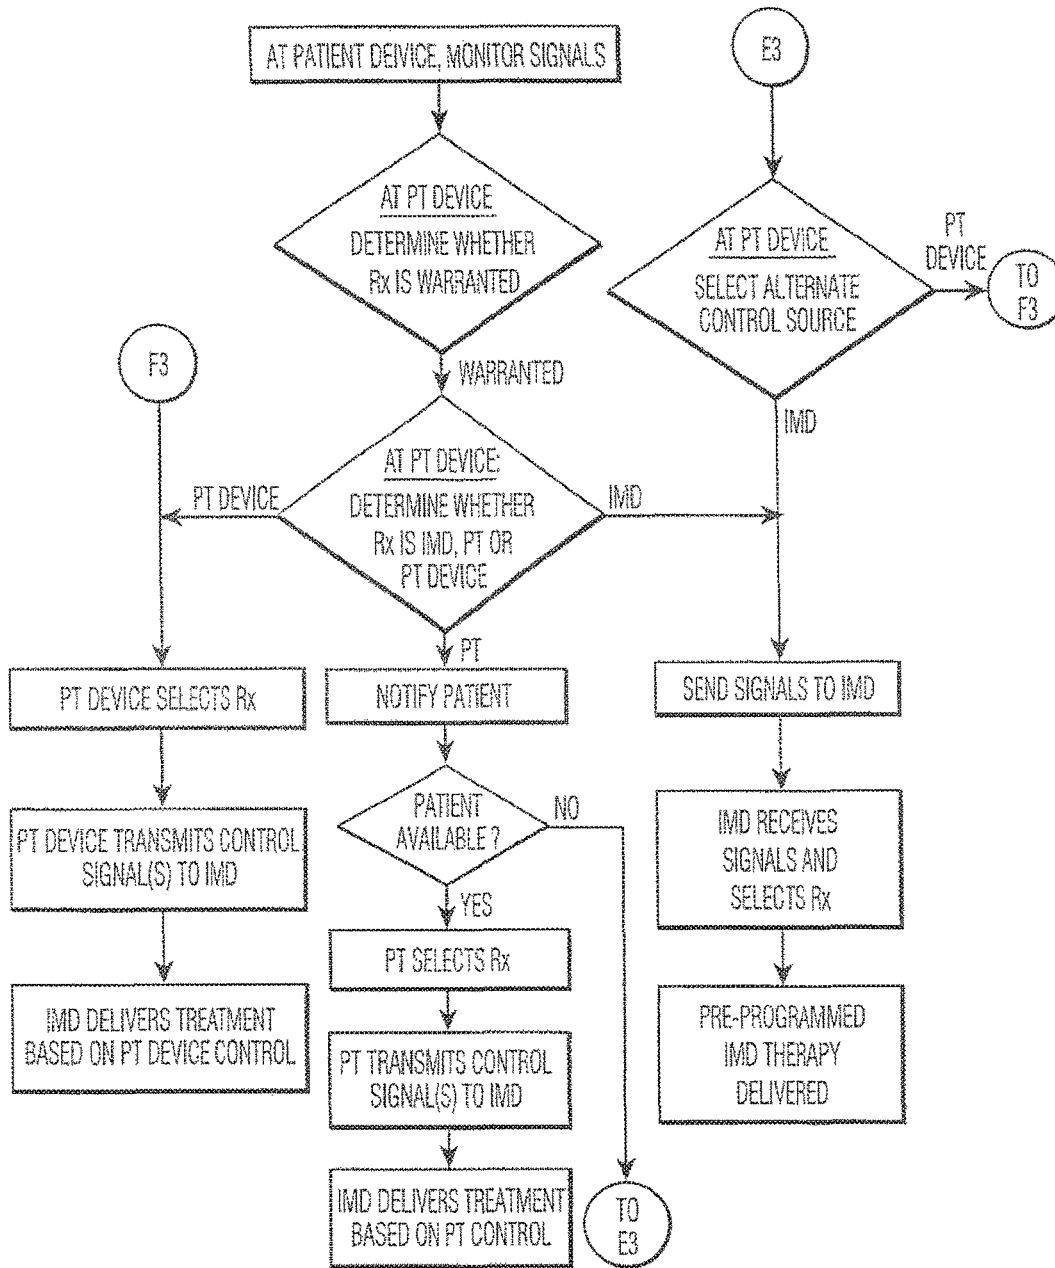 AT PATIENT DEIVICE, MONITOR SIGNALS
E3
AT PT DEVICE
DETERMINE WHETHER
Rx IS WARRANTED
AT PT DEVICE
SELECT ALTERNATE
CONTROL SOURCE
PT
DEVICE
TO
F3
F3
WARRANTED
IMD
AT PT DEVICE:
DETERMINE WHETHER
Rx IS IMD, PT OR
PT DEVICE
PT DEVICE
IMD
PT
PT DEVICE SELECTS Rx
NOTIFY PATIENT
SEND SIGNALS TO IMD
PT DEVICE TRANSMITS CONTROL
SIGNAL(S) TO IMD
PATIENT
AVAILABLE ?
NO
YES
IMD RECEIVES
SIGNALS AND
SELECTS Rx
PT SELECTS Rx
IMD DELIVERS TREATMENT
BASED ON PT DEVICE CONTROL
PT TRANSMITS CONTROL
SIGNAL(S) TO IMD
PRE-PROGRAMMED
IMD THERAPY
DELIVERED
IMD DELIVERS TREATMENT
BASED ON PT CONTROL
TO
E3